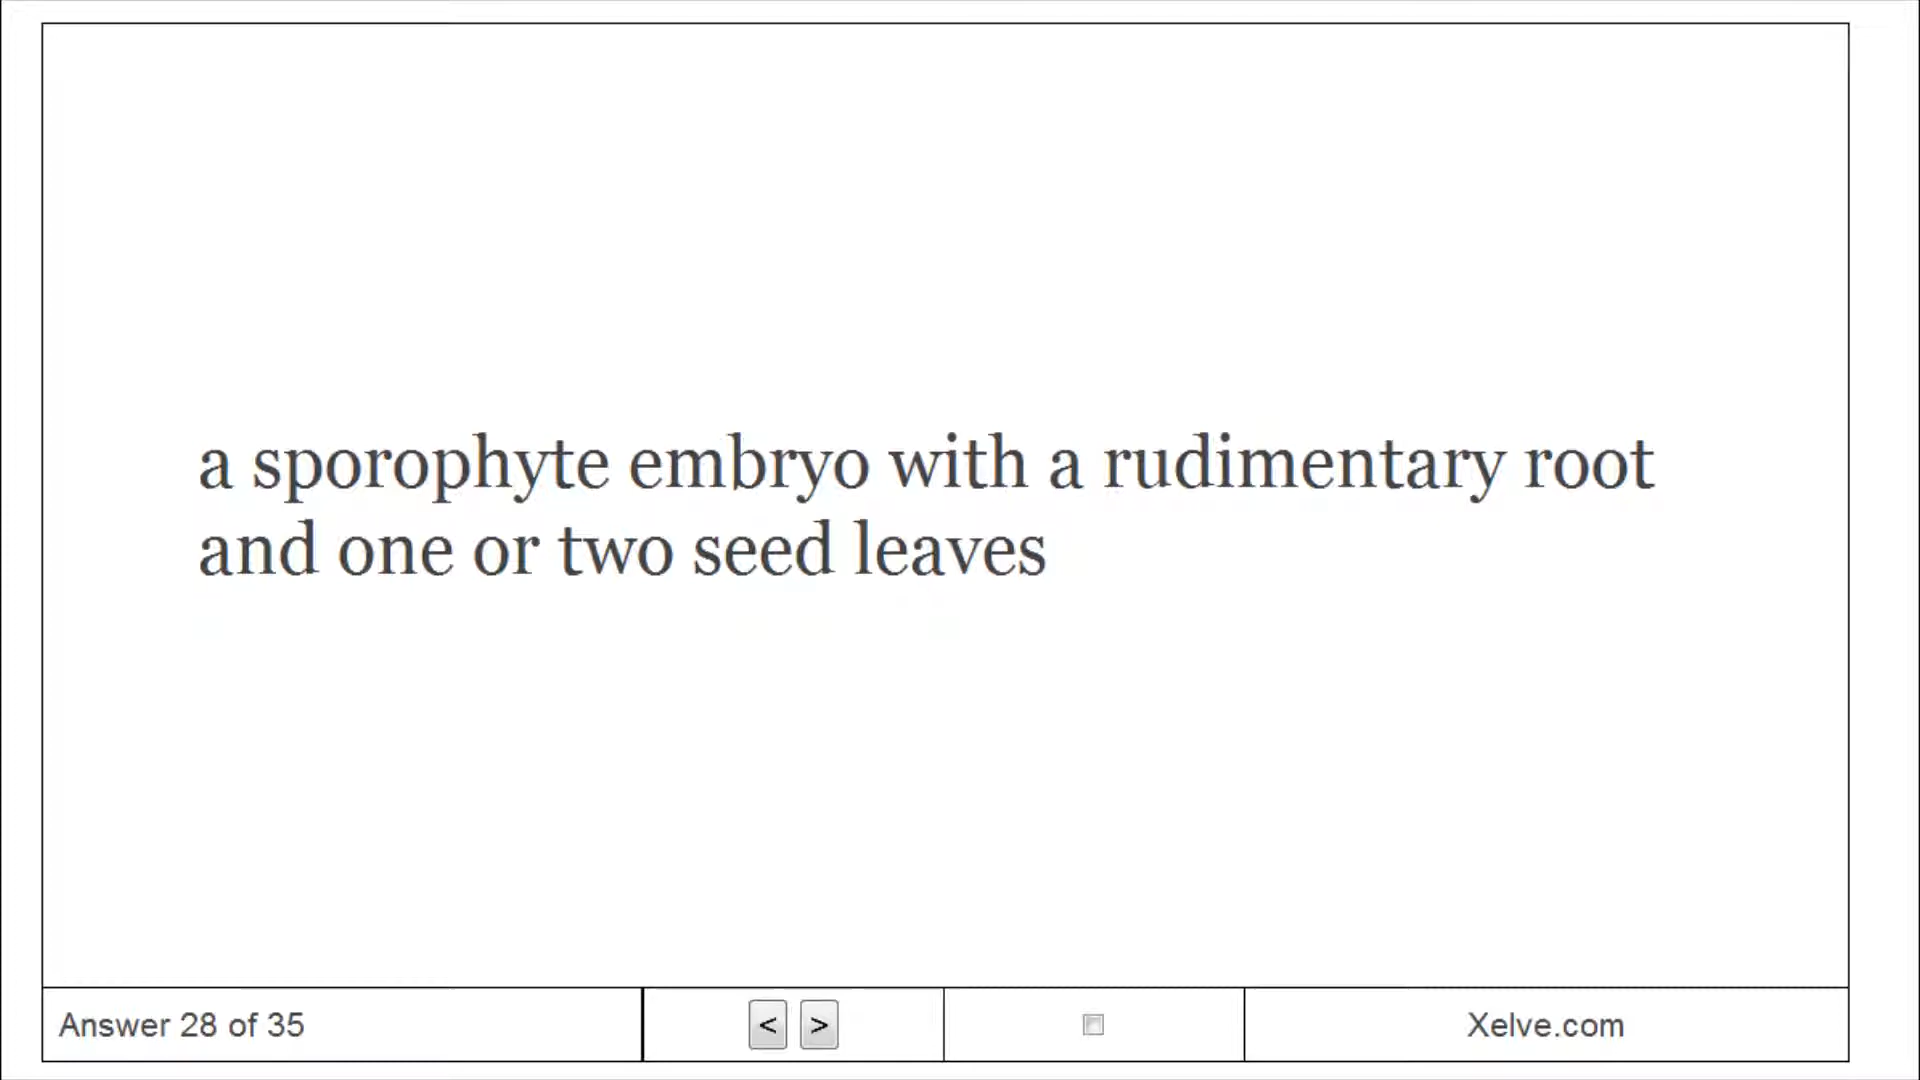 a sporophyte embryo with a rudimentary root
and one or two seed leaves
Answer 28 of 35
< >
Xelve.com